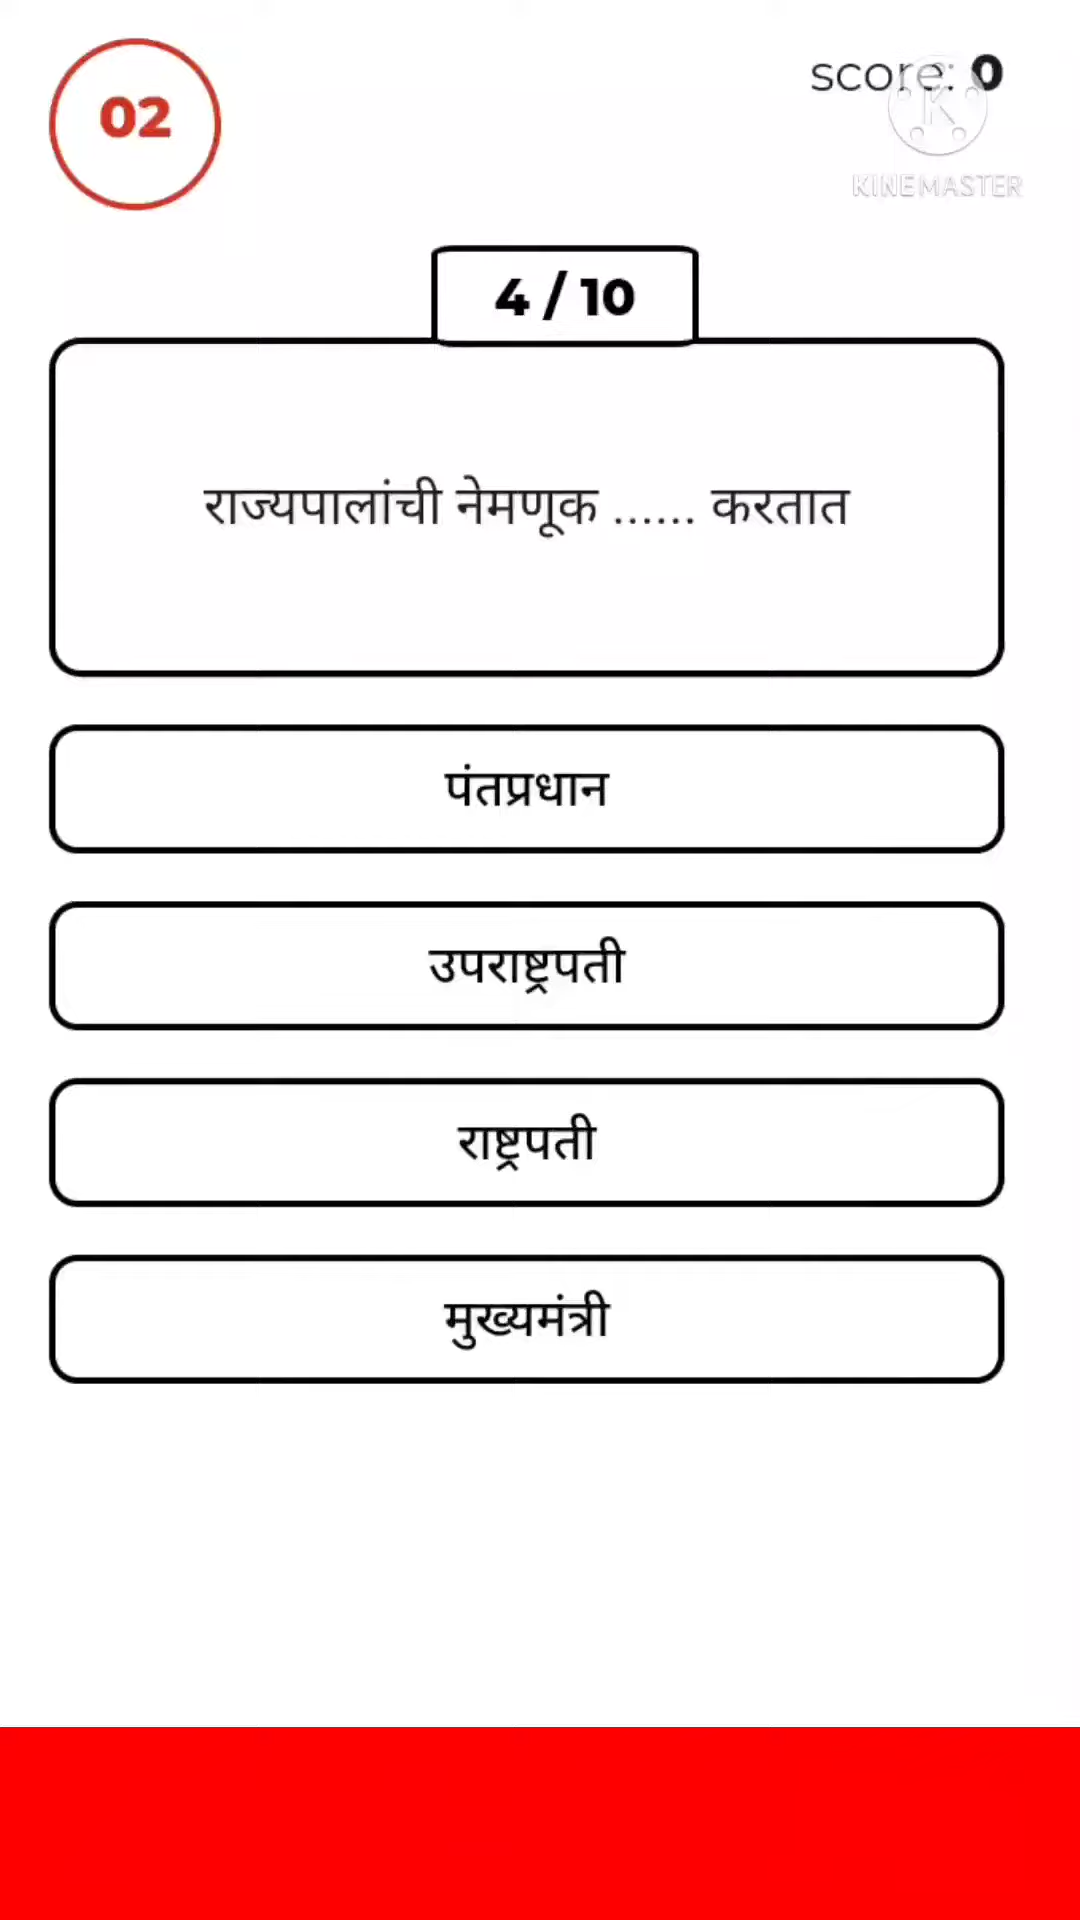 02
score: 0
KINEMASTER
4 / 10
राज्यपालांची नेमणूक ...... करतात
पंतप्रधान
उपराष्ट्रपती
राष्ट्रपती
मुख्यमंत्री